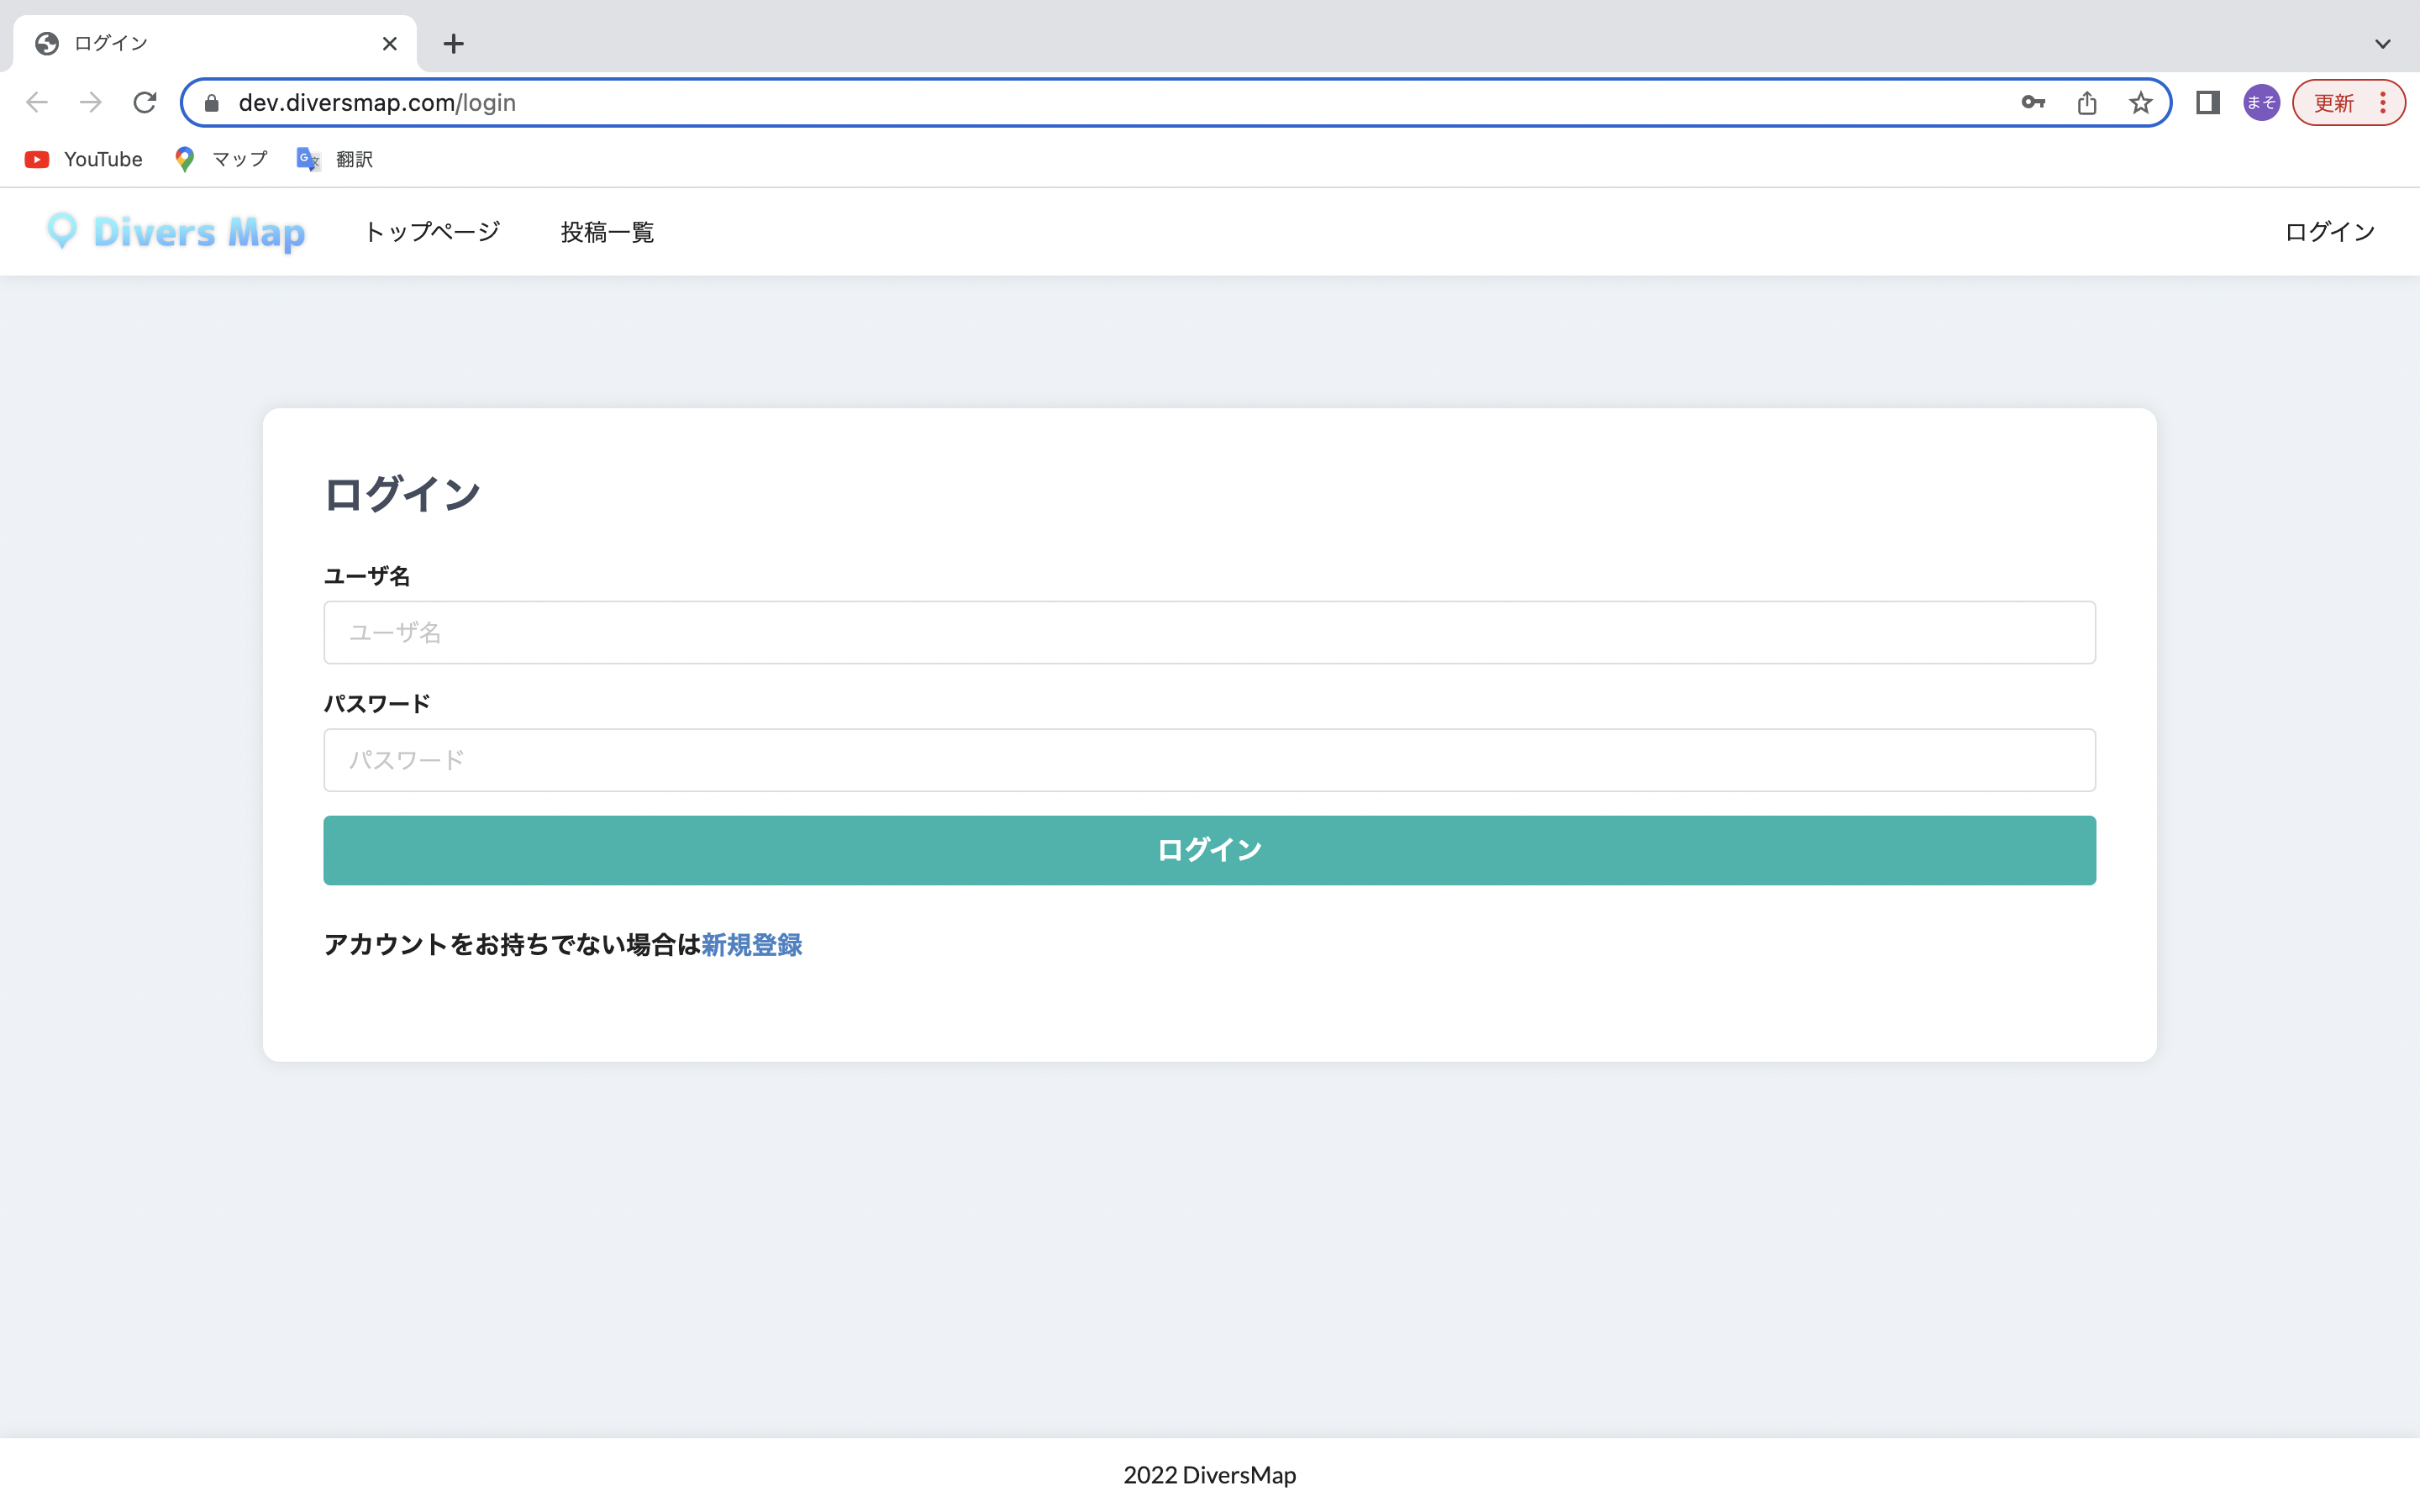 ログイン
dev.diversmap.com/login
まそ
更新
YouTube マップ 翻訳
Divers Map トップページ 投稿一覧 ログイン
ログイン
ユーザ名
ユーザ名
パスワード
パスワード
ログイン
アカウントをお持ちでない場合は新規登録
2022 DiversMap